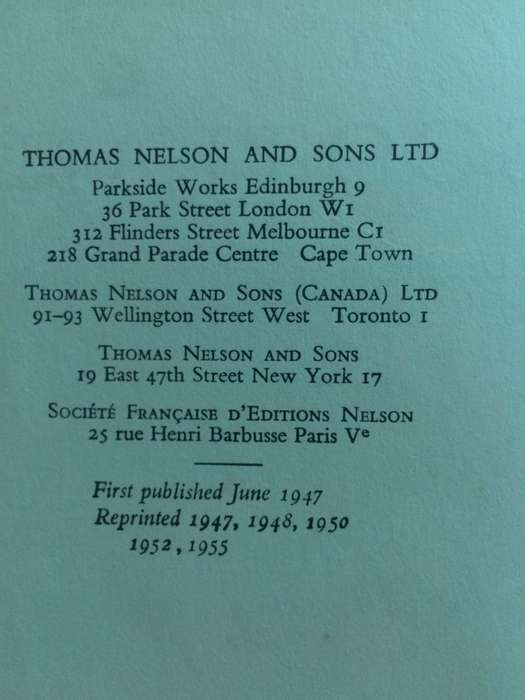 THOMAS NELSON AND SONS LTD
Parkside Works Edinburgh 9
36 Park Street London W1
312 Flinders Street Melbourne C1
218 Grand Parade Centre Cape Town
THOMAS NELSON AND SONS (CANADA) LTD
91–93 Wellington Street West Toronto 1
THOMAS NELSON AND SONS
19 East 47th Street New York 17
SOCIÉTÉ FRANÇAISE D'EDITIONS NELSON
25 rue Henri Barbusse Paris Ve
First published June 1947
Reprinted 1947, 1948, 1950
1952, 1955